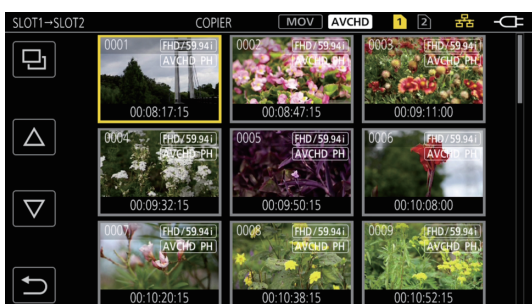 SLOT1→SLOT2 COPIER MOV AVCHD 1 2
0001 FHD/59.94i
AVCHD PH
00:08:17:15
0002 FHD/59.94i
AVCHD PH
00:08:47:15
0003 FHD/59.94i
AVCHD PH
00:09:11:00
0004 FHD/59.94i
AVCHD PH
00:09:32:15
0005 FHD/59.94i
AVCHD PH
00:09:50:15
0006 FHD/59.94i
AVCHD PH
00:10:08:00
0007 FHD/59.94i
AVCHD PH
00:10:20:15
0008 FHD/59.94i
AVCHD PH
00:10:38:15
0009 FHD/59.94i
AVCHD PH
00:10:52:15